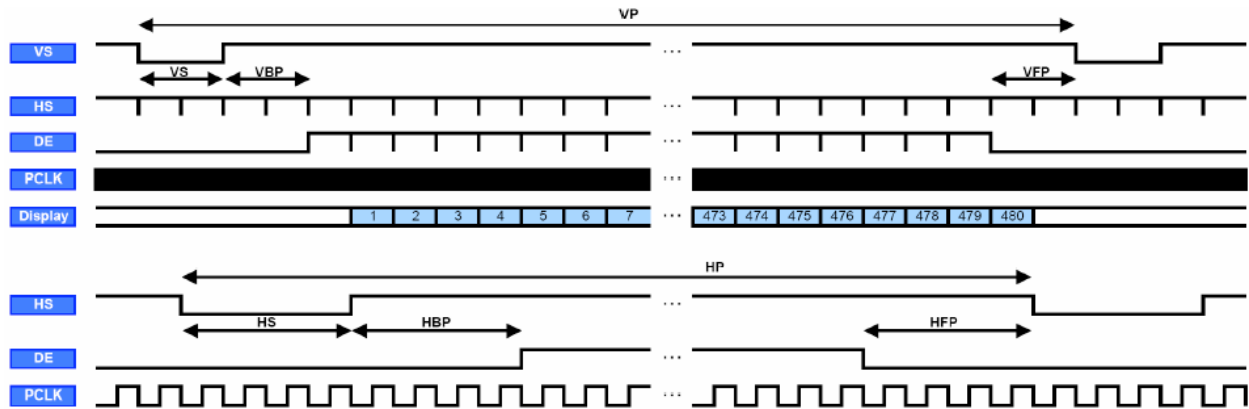 VP
VS ...
VS VBP VFP
HS ...
DE ...
PCLK ...
Display 1 2 3 4 5 6 7 ... 473 474 475 476 477 478 479 480
HP
HS ...
HS HBP HFP
DE ...
PCLK ...